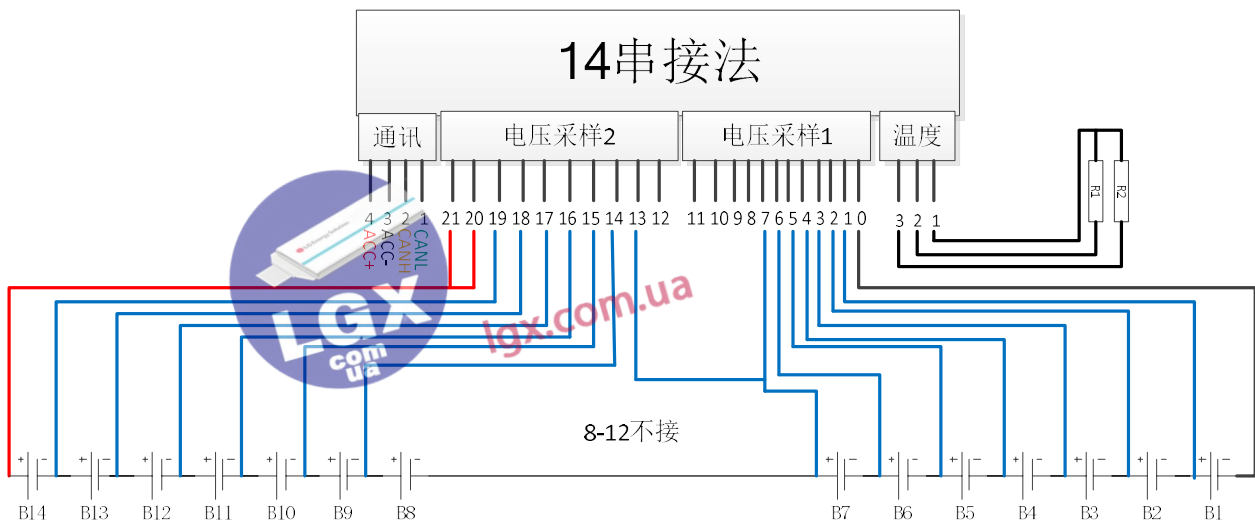 14串接法
通讯
电压采样2
电压采样1
温度
4 3 2 1
21 20 19 18 17 16 15 14 13 12
11 10 9 8 7 6 5 4 3 2 1 0
3 2 1
ACC+
ACC-
CANH
CANL
R1
R2
LG Energy Solution
LGX
com
ua
lgx.com.ua
8-12不接
+ - + - + - + - + - + - + -
+ - + - + - + - + - + - + -
B14 B13 B12 B11 B10 B9 B8
B7 B6 B5 B4 B3 B2 B1